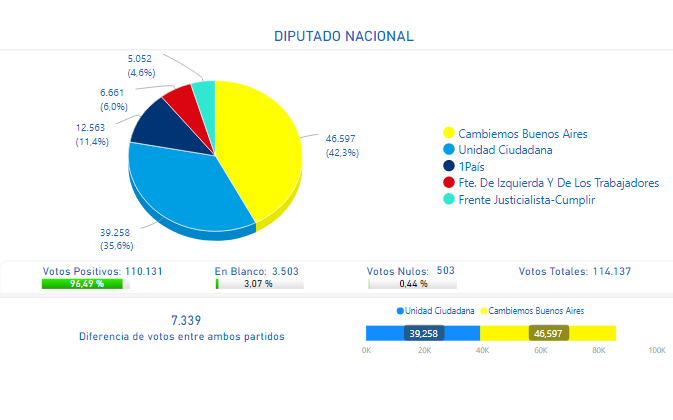 DIPUTADO NACIONAL
5.052
(4,6%)
6.661
(6,0%)
12.563
(11,4%)
46.597
(42,3%)
39.258
(35,6%)
Cambiemos Buenos Aires
Unidad Ciudadana
1País
Fte. De Izquierda Y De Los Trabajadores
Frente Justicialista-Cumplir
Votos Positivos: 110.131
96,49 %
En Blanco: 3.503
3,07 %
Votos Nulos: 503
0,44 %
Votos Totales: 114.137
7.339
Diferencia de votos entre ambos partidos
Unidad Ciudadana Cambiemos Buenos Aires
39,258 46,597
0K 20K 40K 60K 80K 100K